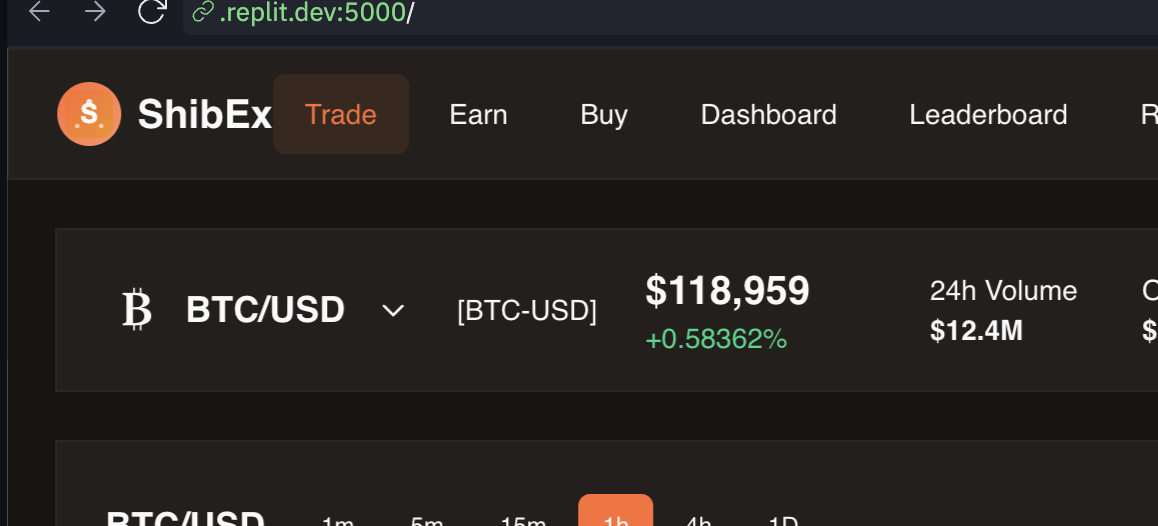 .replit.dev:5000/
$ ShibEx Trade Earn Buy Dashboard Leaderboard R
₿ BTC/USD [BTC-USD] $118,959 24h Volume
+0.58362% $12.4M $
BTC/USD 1m 5m 15m 1h 4h 1D